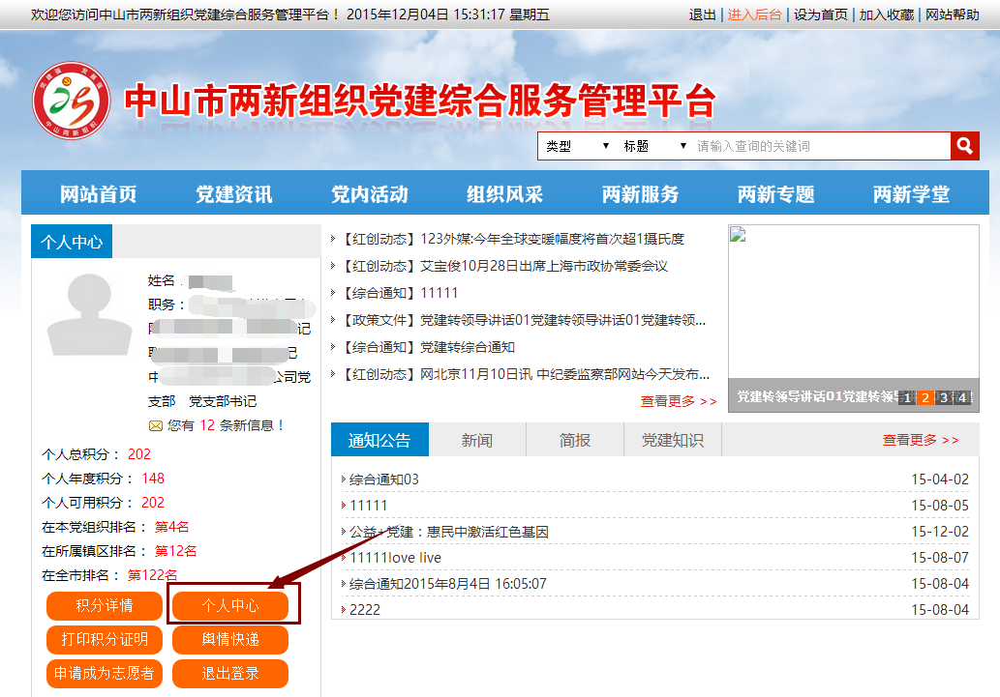 欢迎您访问中山市两新组织党建综合服务管理平台！ 2015年12月04日 15:31:17 星期五
退出 | 进入后台 | 设为首页 | 加入收藏 | 网站帮助
中山市两新组织党建综合服务管理平台
类型 标题 请输入查询的关键词
网站首页 党建资讯 党内活动 组织风采 两新服务 两新专题 两新学堂
个人中心
姓名
职务：
记
记
中 公司党
支部 党支部书记
您有 12 条新信息！
个人总积分： 202
个人年度积分： 148
个人可用积分： 202
在本党组织排名： 第4名
在所属镇区排名： 第12名
在全市排名： 第122名
积分详情 个人中心
打印积分证明 舆情快递
申请成为志愿者 退出登录
【红创动态】123外媒:今年全球变暖幅度将首次超1摄氏度
【红创动态】艾宝俊10月28日出席上海市政协常委会议
【综合通知】11111
【政策文件】党建转领导讲话01党建转领导讲话01党建转领...
【综合通知】党建转综合通知
【红创动态】网北京11月10日讯 中纪委监察部网站今天发布...
查看更多 >>
党建转领导讲话01党建转领导
1 2 3 4
通知公告 新闻 简报 党建知识 查看更多 >>
综合通知03 15-04-02
11111 15-08-05
公益+党建：惠民中激活红色基因 15-12-02
11111love live 15-08-07
综合通知2015年8月4日 16:05:07 15-08-04
2222 15-08-04